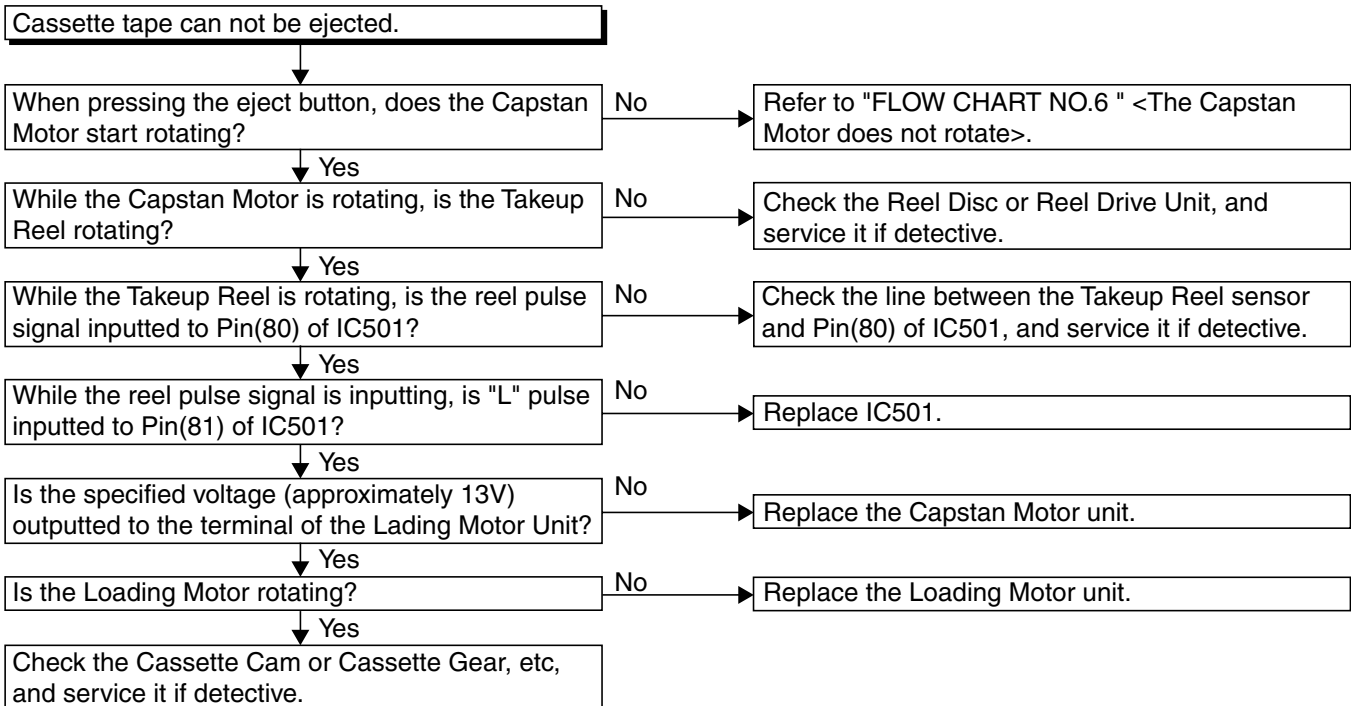 Cassette tape can not be ejected.
When pressing the eject button, does the Capstan
Motor start rotating?
No
Refer to "FLOW CHART NO.6 " <The Capstan
Motor does not rotate>.
Yes
While the Capstan Motor is rotating, is the Takeup
Reel rotating?
No
Check the Reel Disc or Reel Drive Unit, and
service it if detective.
Yes
While the Takeup Reel is rotating, is the reel pulse
signal inputted to Pin(80) of IC501?
No
Check the line between the Takeup Reel sensor
and Pin(80) of IC501, and service it if detective.
Yes
While the reel pulse signal is inputting, is "L" pulse
inputted to Pin(81) of IC501?
No
Replace IC501.
Yes
Is the specified voltage (approximately 13V)
outputted to the terminal of the Lading Motor Unit?
No
Replace the Capstan Motor unit.
Yes
Is the Loading Motor rotating?
No
Replace the Loading Motor unit.
Yes
Check the Cassette Cam or Cassette Gear, etc,
and service it if detective.